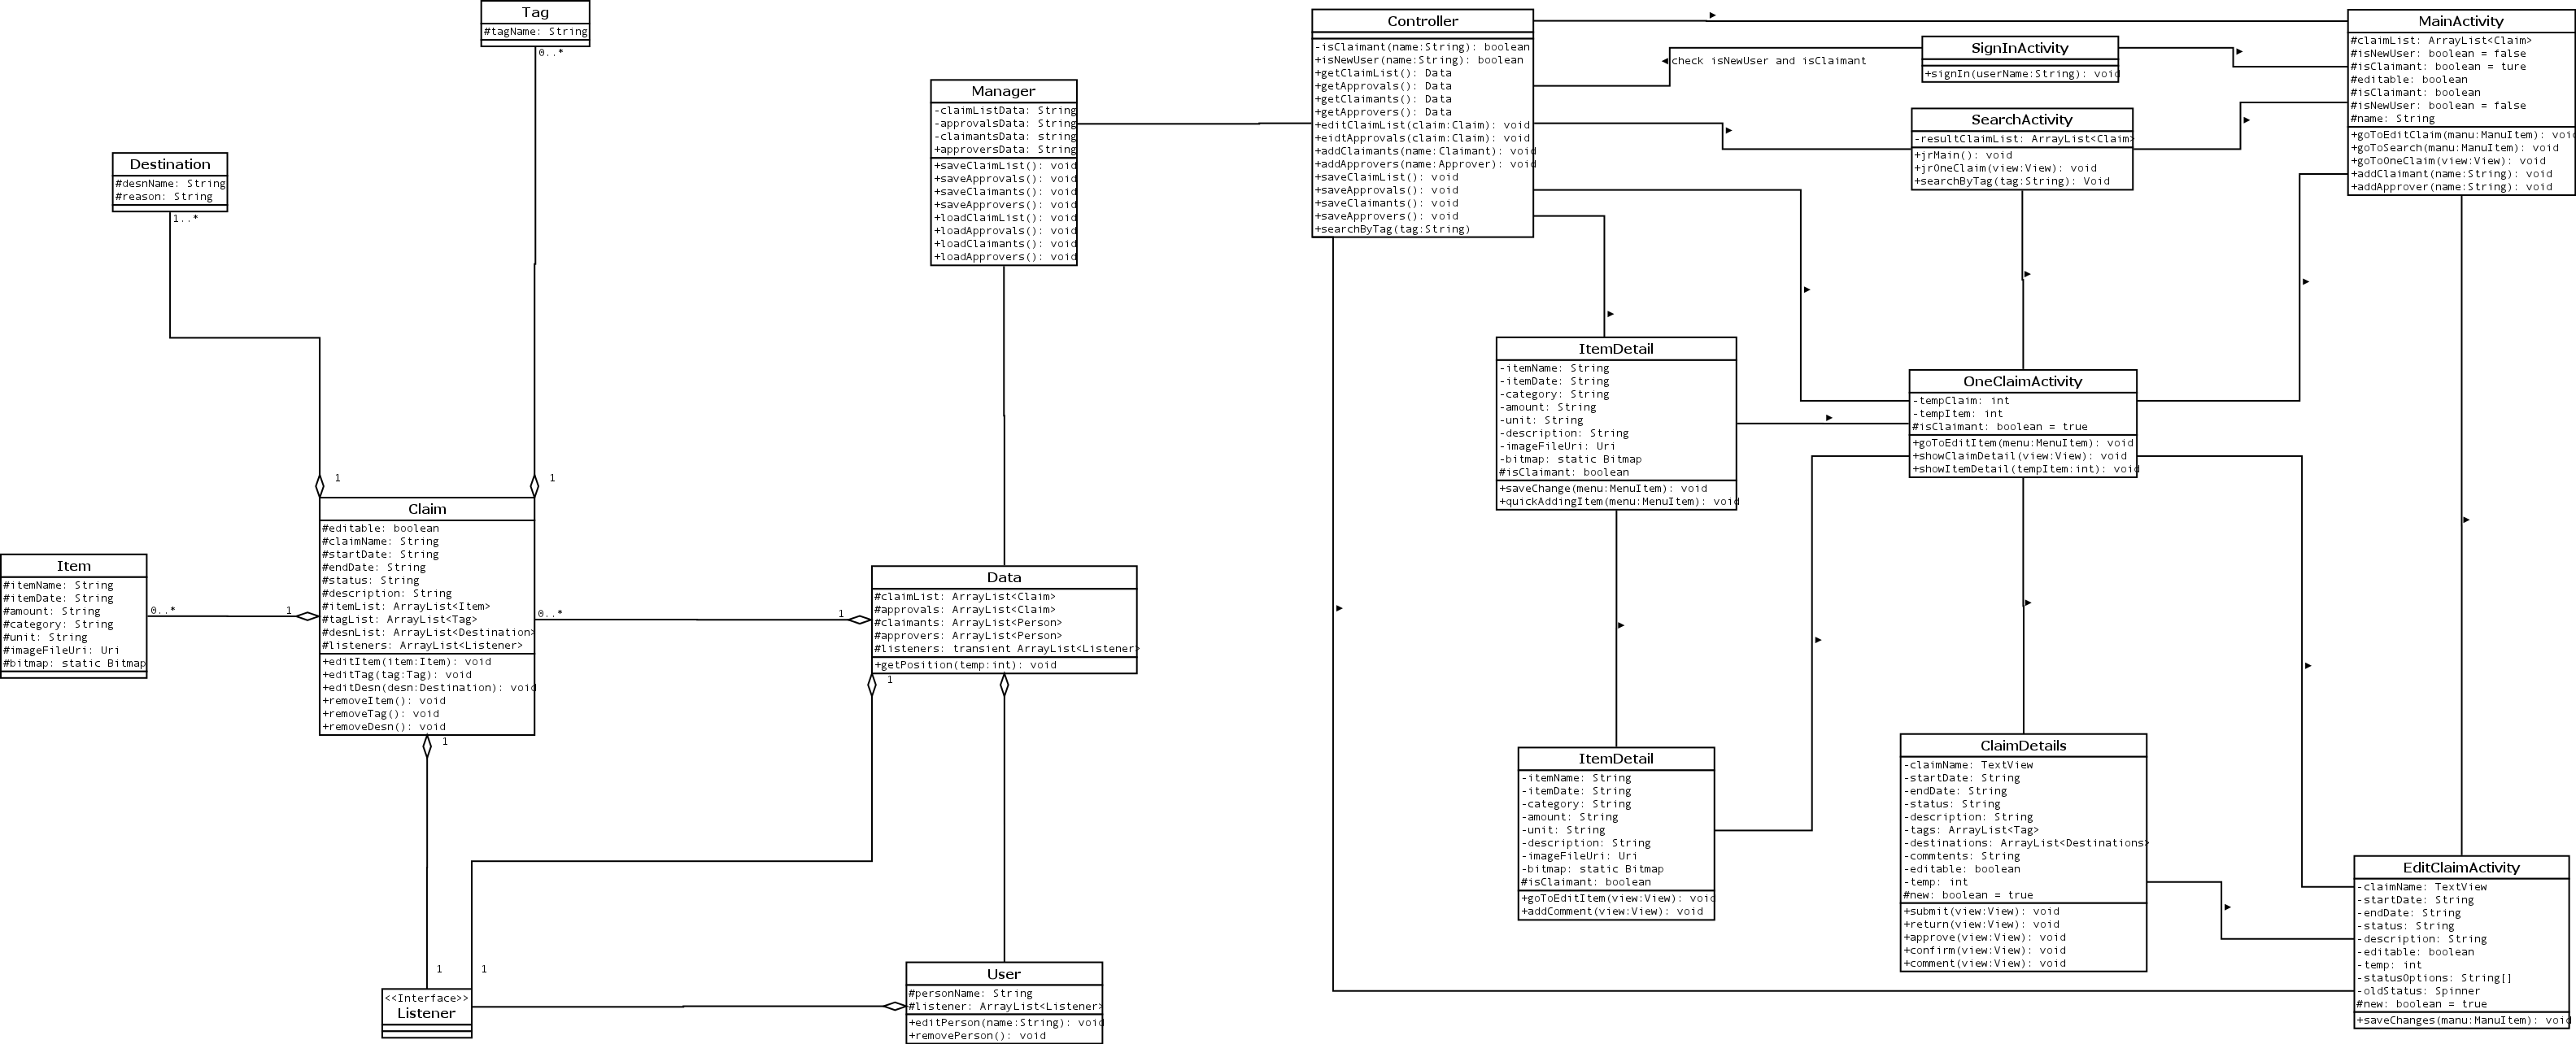 Tag
#tagName: String
0..*
Destination
#desnName: String
#reason: String
1..*
Manager
-claimListData: String
-approvalsData: String
-claimantsData: string
+approversData: String
+saveClaimList(): void
+saveApprovals(): void
+saveClaimants(): void
+saveApprovers(): void
+loadClaimList(): void
+loadApprovals(): void
+loadClaimants(): void
+loadApprovers(): void
1
1
Claim
#editable: boolean
#claimName: String
#startDate: String
#endDate: String
#status: String
#description: String
#itemList: ArrayList<Item>
#tagList: ArrayList<Tag>
#desnList: ArrayList<Destination>
#listeners: ArrayList<Listener>
+editItem(item:Item): void
+editTag(tag:Tag): void
+editDesn(desn:Destination): void
+removeItem(): void
+removeTag(): void
+removeDesn(): void
1
Item
#itemName: String
#itemDate: String
#amount: String
#category: String
#unit: String
#imageFileUri: Uri
#bitmap: static Bitmap
0..*
1
0..*
1
Data
#claimList: ArrayList<Claim>
#approvals: ArrayList<Claim>
#claimants: ArrayList<Person>
#approvers: ArrayList<Person>
#listeners: transient ArrayList<Listener>
+getPosition(temp:int): void
1
1
1
<<Interface>>
Listener
User
#personName: String
#listener: ArrayList<Listener>
+editPerson(name:String): void
+removePerson(): void
Controller
-isClaimant(name:String): boolean
+isNewUser(name:String): boolean
+getClaimList(): Data
+getApprovals(): Data
+getClaimants(): Data
+getApprovers(): Data
+editClaimList(claim:Claim): void
+eidtApprovals(claim:Claim): void
+addClaimants(name:Claimant): void
+addApprovers(name:Approver): void
+saveClaimList(): void
+saveApprovals(): void
+saveClaimants(): void
+saveApprovers(): void
+searchByTag(tag:String)
check isNewUser and isClaimant
SignInActivity
+signIn(userName:String): void
SearchActivity
-resultClaimList: ArrayList<Claim>
+jrMain(): void
+jrOneClaim(view:View): void
+searchByTag(tag:String): Void
MainActivity
#claimList: ArrayList<Claim>
#isNewUser: boolean = false
#isClaimant: boolean = ture
#editable: boolean
#isClaimant: boolean
#isNewUser: boolean = false
#name: String
+goToEditClaim(manu:ManuItem): void
+goToSearch(manu:ManuItem): void
+goToOneClaim(view:View): void
+addClaimant(name:String): void
+addApprover(name:String): void
ItemDetail
-itemName: String
-itemDate: String
-category: String
-amount: String
-unit: String
-description: String
-imageFileUri: Uri
-bitmap: static Bitmap
#isClaimant: boolean
+saveChange(menu:MenuItem): void
+quickAddingItem(menu:MenuItem): void
OneClaimActivity
-tempClaim: int
-tempItem: int
#isClaimant: boolean = true
+goToEditItem(menu:MenuItem): void
+showClaimDetail(view:View): void
+showItemDetail(tempItem:int): void
ItemDetail
-itemName: String
-itemDate: String
-category: String
-amount: String
-unit: String
-description: String
-imageFileUri: Uri
-bitmap: static Bitmap
#isClaimant: boolean
+goToEditItem(view:View): void
+addComment(view:View): void
ClaimDetails
-claimName: TextView
-startDate: String
-endDate: String
-status: String
-description: String
-tags: ArrayList<Tag>
-destinations: ArrayList<Destinations>
-commtents: String
-editable: boolean
-temp: int
#new: boolean = true
+submit(view:View): void
+return(view:View): void
+approve(view:View): void
+confirm(view:View): void
+comment(view:View): void
EditClaimActivity
-claimName: TextView
-startDate: String
-endDate: String
-status: String
-description: String
-editable: boolean
-temp: int
-statusOptions: String[]
-oldStatus: Spinner
#new: boolean = true
+saveChanges(manu:ManuItem): void